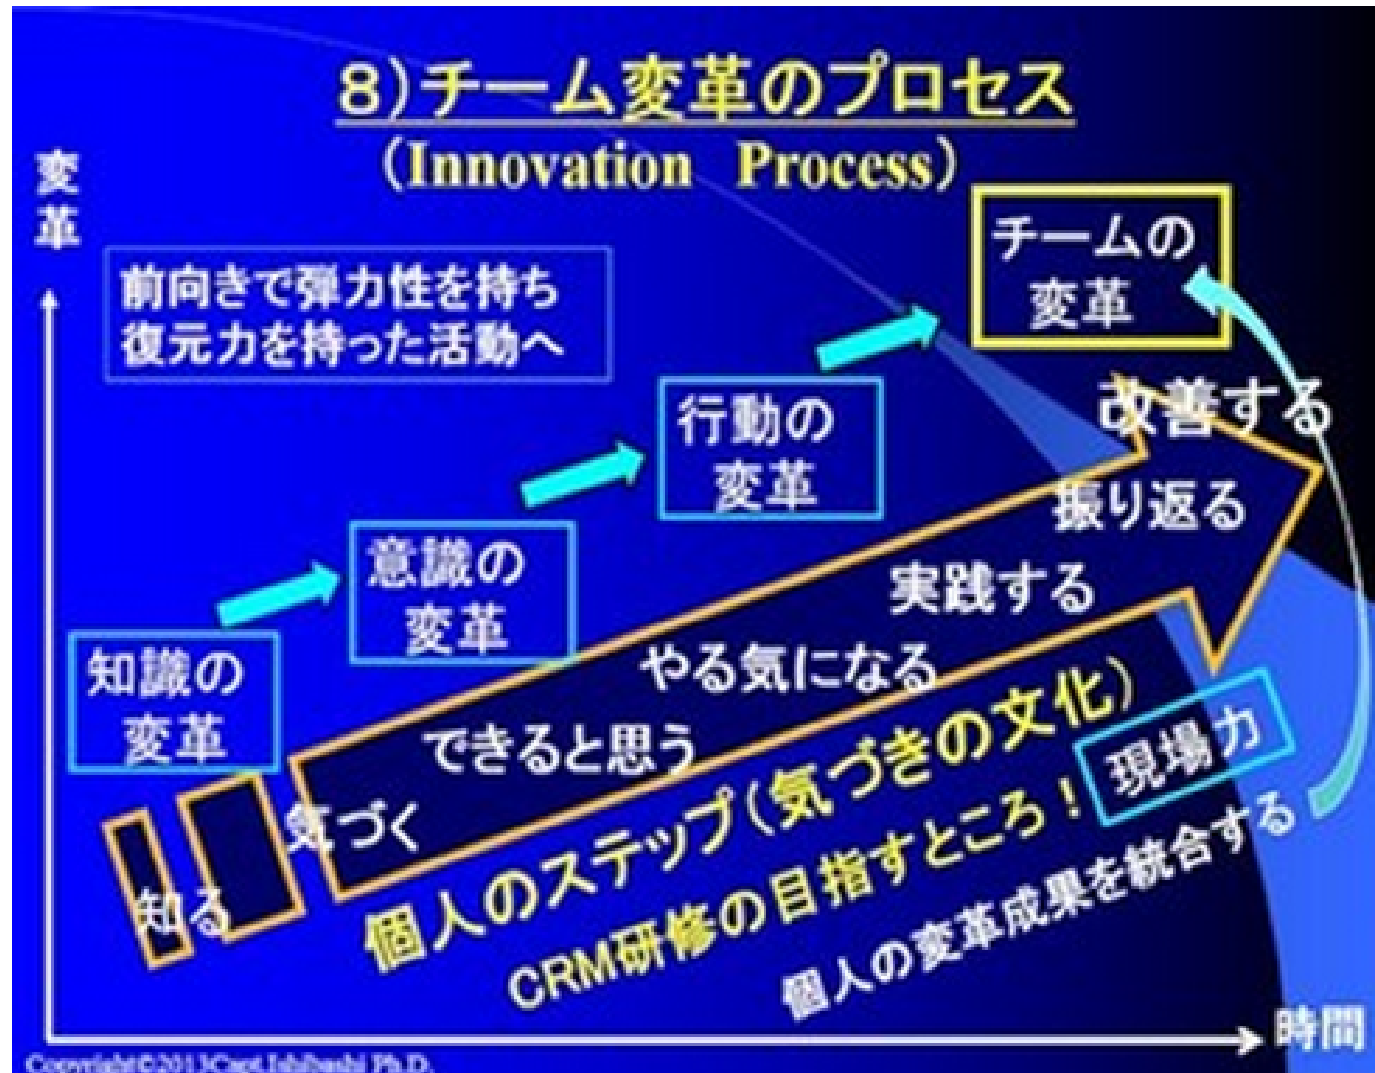 8)チーム変革のプロセス
(Innovation Process)
変
革
前向きで弾力性を持ち
復元力を持った活動へ
チームの
変革
行動の
変革
意識の
変革
知識の
変革
改善する
振り返る
実践する
やる気になる
できると思う
気づく
知る
個人のステップ(気づきの文化)
CRM研修の目指すところ! 現場力
個人の変革成果を統合する
時間
Copyright©2013Capt.Ishibashi Ph.D.